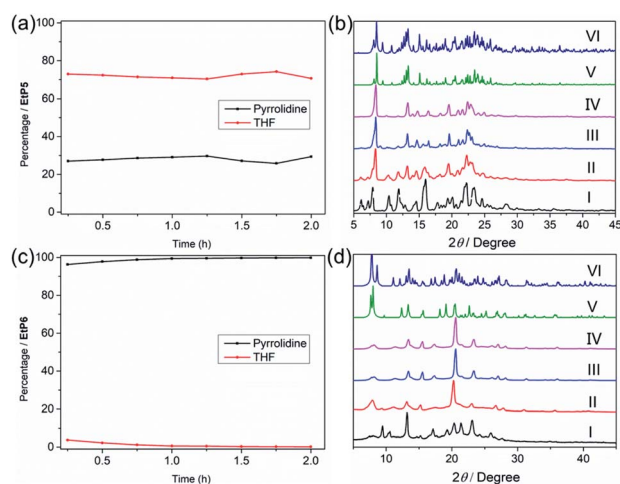 (a)
100
80
60
40
20
0
Percentage / EtP5
Pyrrolidine
THF
0.5 1.0 1.5 2.0
Time (h)
(b)
VI
V
IV
III
II
I
5 10 15 20 25 30 35 40 45
2θ / Degree
(c)
100
80
60
40
20
0
Percentage / EtP6
Pyrrolidine
THF
0.5 1.0 1.5 2.0
Time (h)
(d)
VI
V
IV
III
II
I
10 20 30 40
2θ / Degree